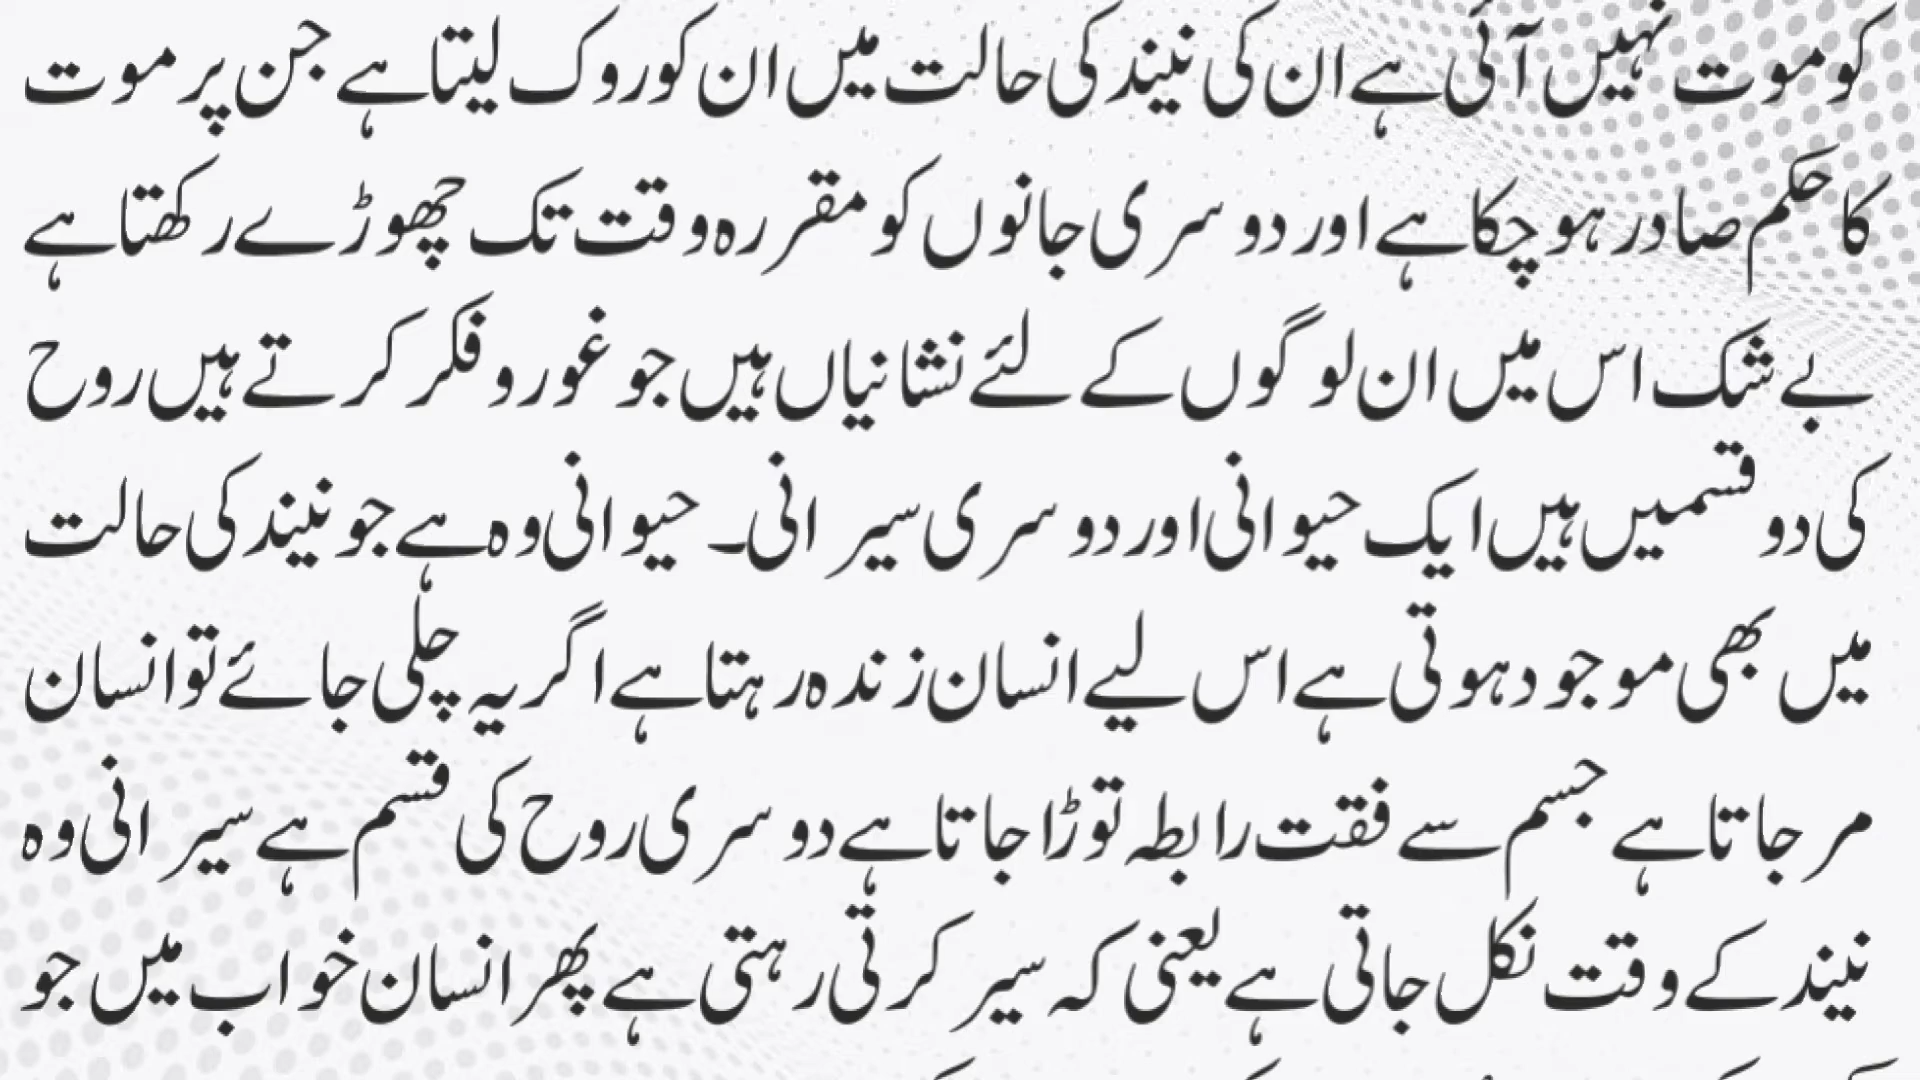 کو موت نہیں آئی ہے ان کی نیند کی حالت میں ان کو روک لیتا ہے جن پر موت
کا حکم صادر ہو چکا ہے اور دوسری جانوں کو مقررہ وقت تک چھوڑے رکھتا ہے
بے شک اس میں ان لوگوں کے لئے نشانیاں ہیں جو غور و فکر کرتے ہیں روح
کی دو قسمیں ہیں ایک حیوانی اور دوسری سیرانی۔ حیوانی وہ ہے جو نیند کی حالت
میں بھی موجود ہوتی ہے اس لیے انسان زندہ رہتا ہے اگر یہ چلی جائے تو انسان
مر جاتا ہے جسم سے فقت رابطہ توڑا جاتا ہے دوسری روح کی قسم ہے سیرانی وہ
نیند کے وقت نکل جاتی ہے یعنی کہ سیر کرتی رہتی ہے پھر انسان خواب میں جو